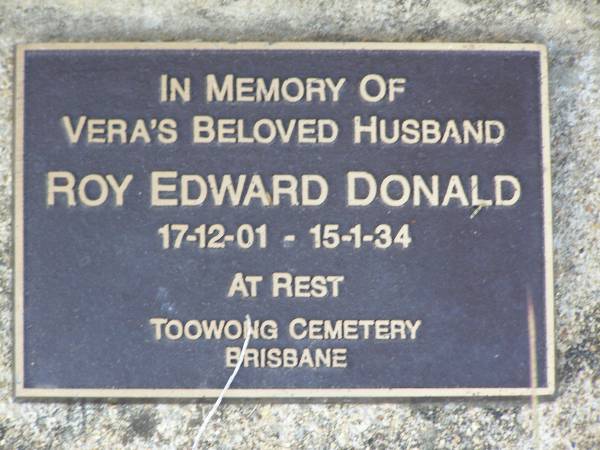 IN MEMORY OF
VERA'S BELOVED HUSBAND
ROY EDWARD DONALD
17-12-01 - 15-1-34
AT REST
TOOWONG CEMETERY
BRISBANE